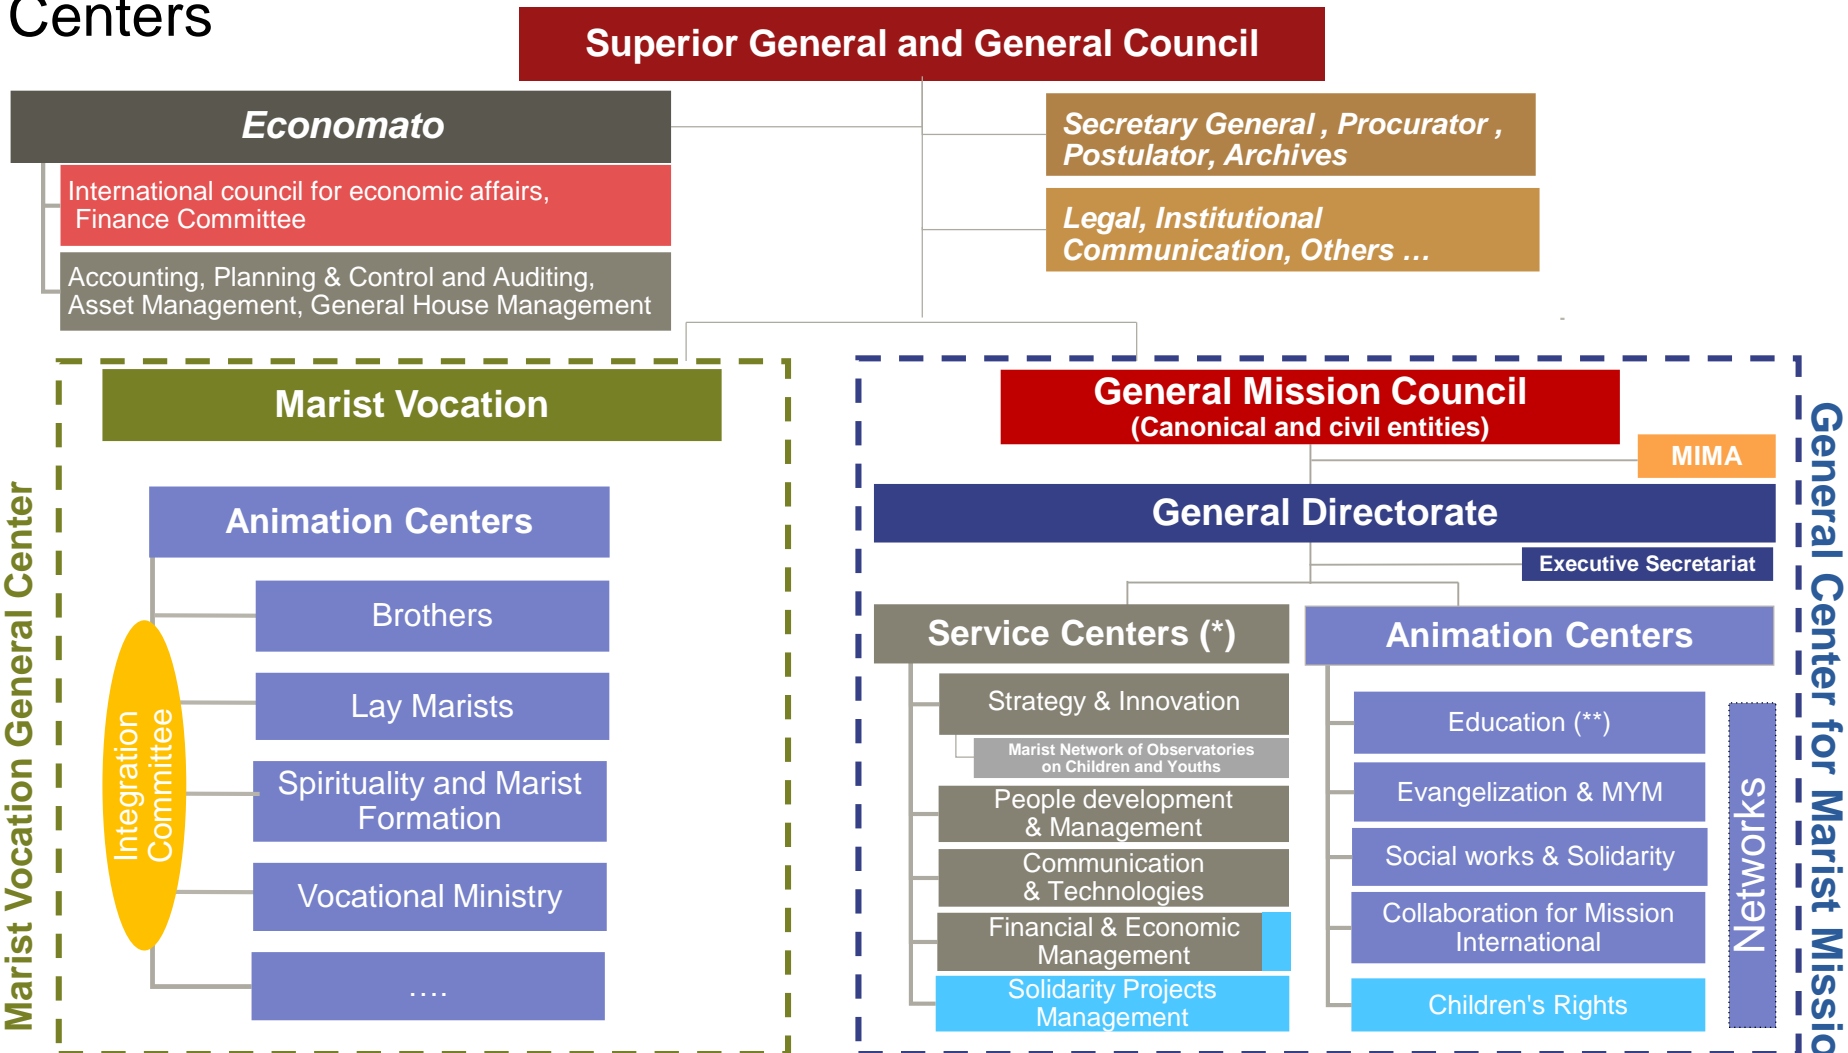 Centers
Superior General and General Council
Economato
International council for economic affairs,
Finance Committee
Accounting, Planning & Control and Auditing,
Asset Management, General House Management
Secretary General , Procurator ,
Postulator, Archives
Legal, Institutional
Communication, Others …
Marist Vocation General Center
Marist Vocation
Animation Centers
Integration
Committee
Brothers
Lay Marists
Spirituality and Marist
Formation
Vocational Ministry
….
General Mission Council
(Canonical and civil entities)
MIMA
General Directorate
Executive Secretariat
Service Centers (*)
Strategy & Innovation
Marist Network of Observatories
on Children and Youths
People development
& Management
Communication
& Technologies
Financial & Economic
Management
Solidarity Projects
Management
Animation Centers
Education (**)
Evangelization & MYM
Social works & Solidarity
Collaboration for Mission
International
Children's Rights
Networks
General Center for Marist Missio